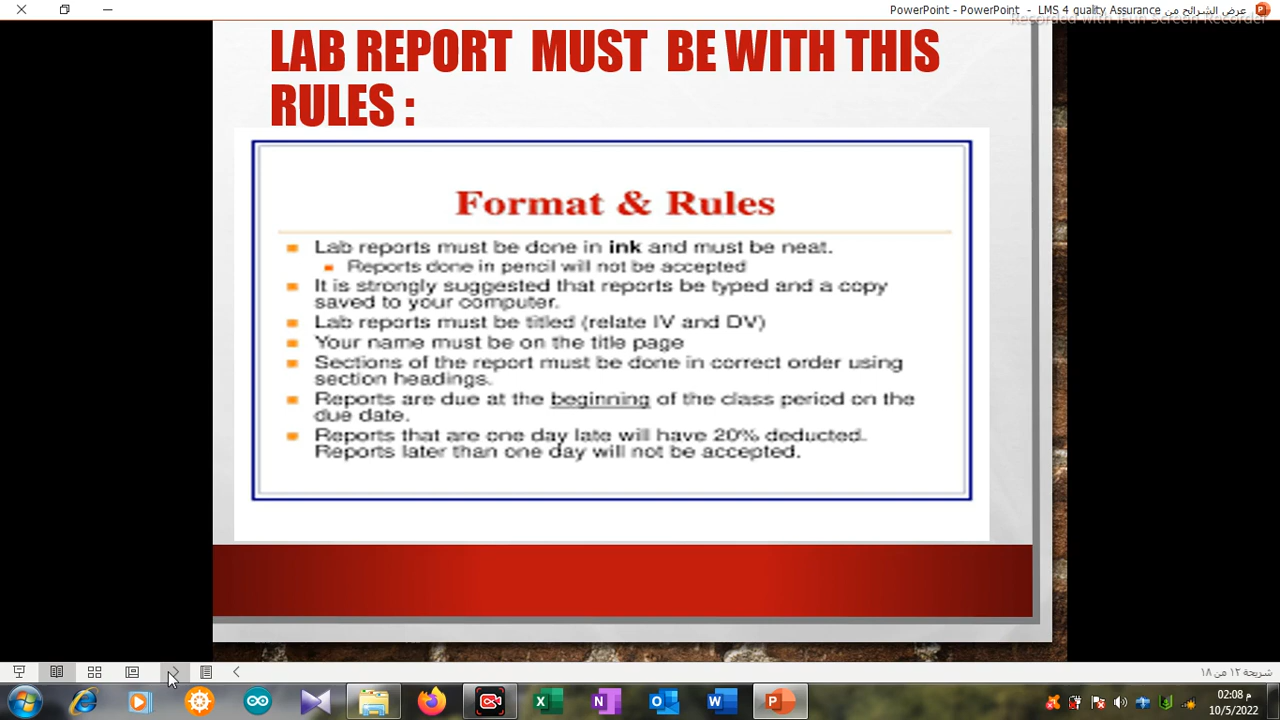 عرض الشرائح من PowerPoint - PowerPoint - LMS 4 quality Assurance
Recorded with iFun Screen Recorder
LAB REPORT MUST BE WITH THIS
RULES :
Format & Rules
Lab reports must be done in ink and must be neat.
Reports done in pencil will not be accepted
It is strongly suggested that reports be typed and a copy
saved to your computer.
Lab reports must be titled (relate IV and DV)
Your name must be on the title page
Sections of the report must be done in correct order using
section headings.
Reports are due at the beginning of the class period on the
due date.
Reports that are one day late will have 20% deducted.
Reports later than one day will not be accepted.
شريحة ١٢ من ١٨
02:08 م
10/5/2022